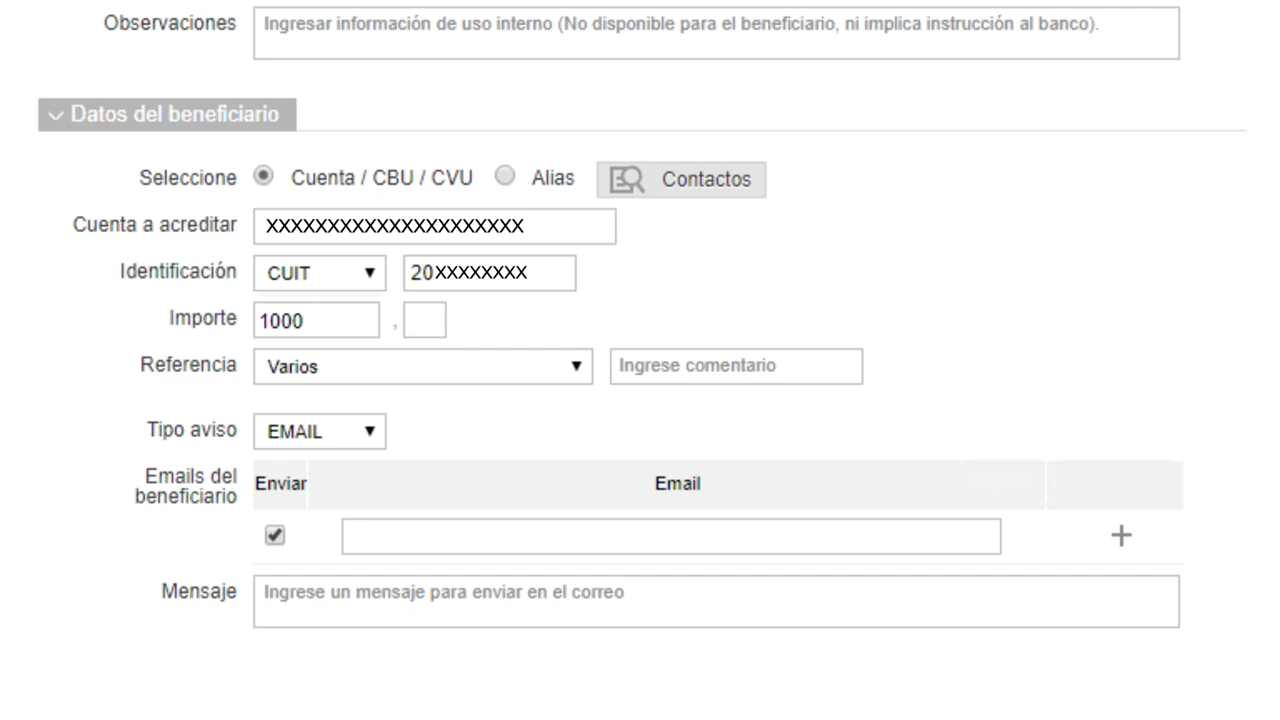 Observaciones Ingresar información de uso interno (No disponible para el beneficiario, ni implica instrucción al banco).
Datos del beneficiario
Seleccione Cuenta / CBU / CVU Alias Contactos
Cuenta a acreditar XXXXXXXXXXXXXXXXXXXXX
Identificación CUIT 20XXXXXXXX
Importe 1000 ,
Referencia Varios Ingrese comentario
Tipo aviso EMAIL
Emails del beneficiario Enviar Email
Mensaje Ingrese un mensaje para enviar en el correo